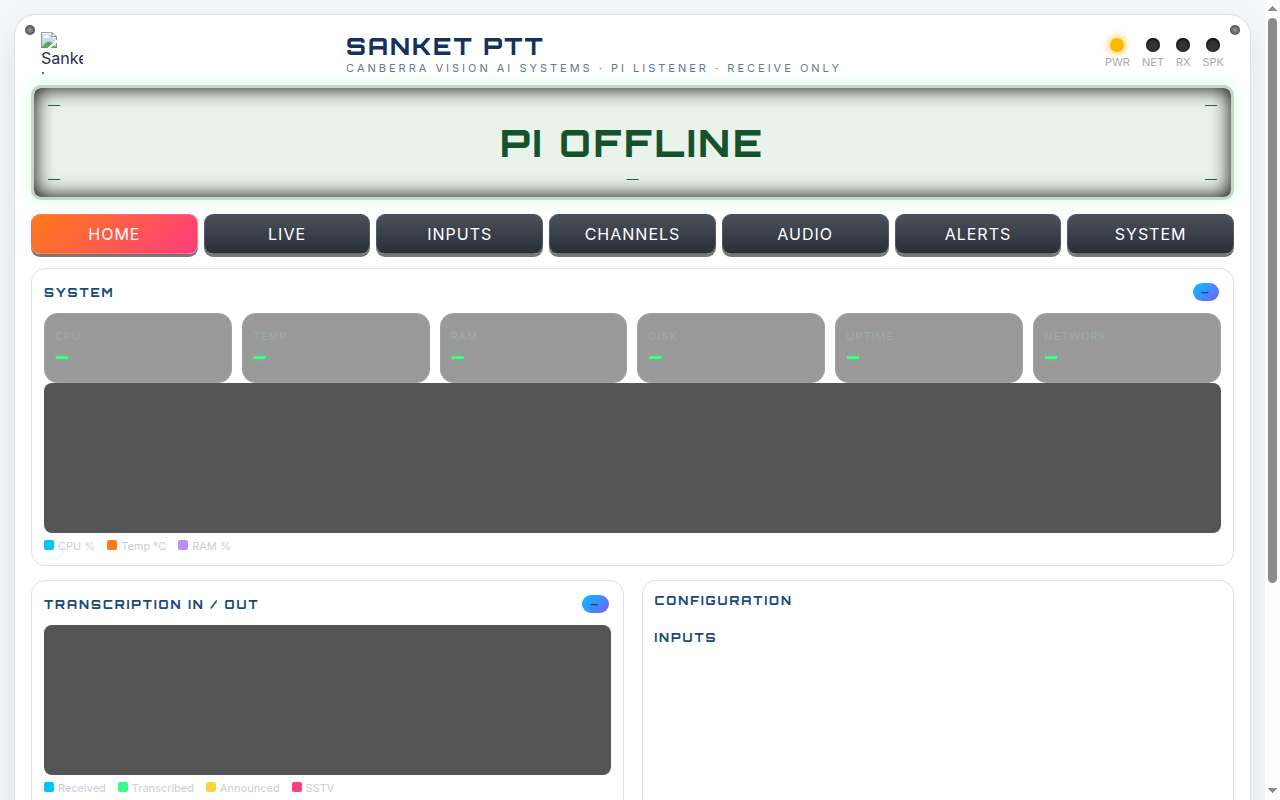 Sanke
SANKET PTT
CANBERRA VISION AI SYSTEMS · PI LISTENER · RECEIVE ONLY
PWR NET RX SPK
— —
PI OFFLINE
— — —
HOME LIVE INPUTS CHANNELS AUDIO ALERTS SYSTEM
SYSTEM –
CPU TEMP RAM DISK UPTIME NETWORK
– – – – – –
CPU % Temp °C RAM %
TRANSCRIPTION IN / OUT –
Received Transcribed Announced SSTV
CONFIGURATION
INPUTS